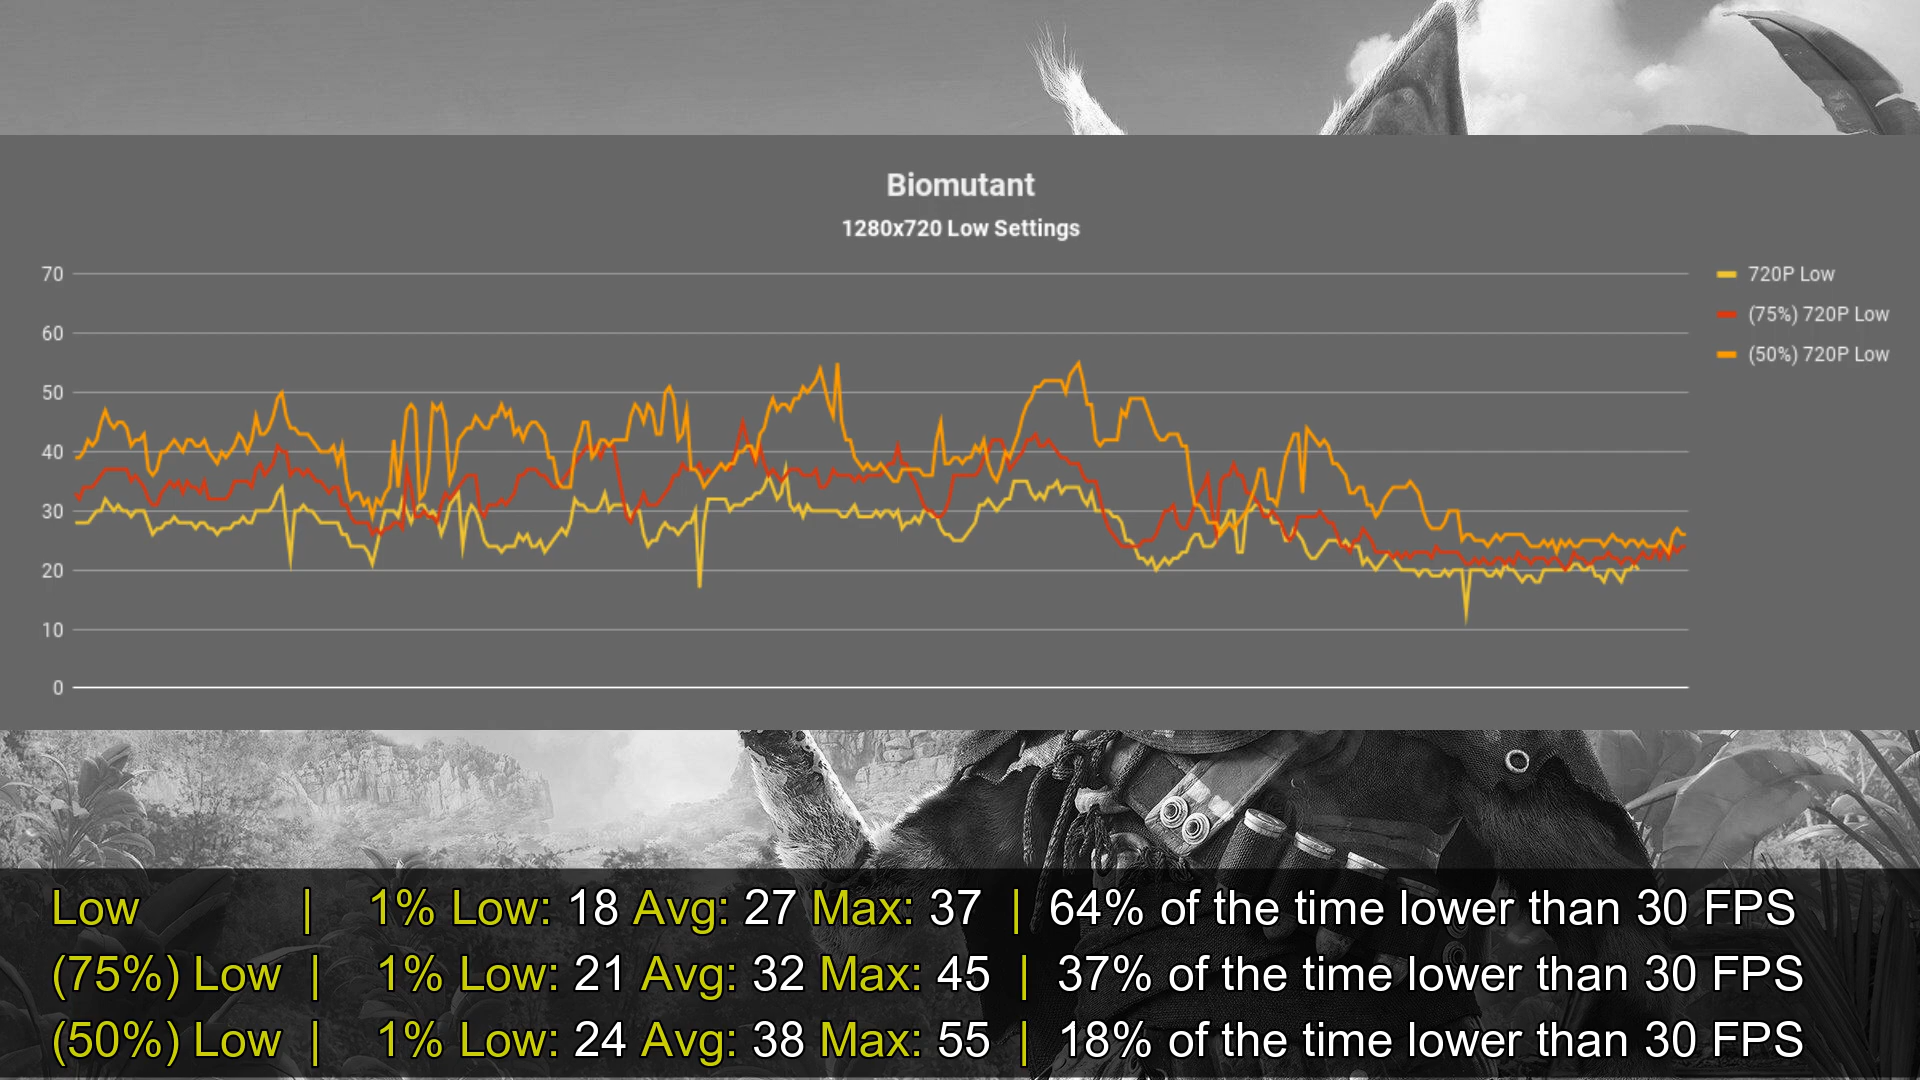 Biomutant
1280x720 Low Settings
70
60
50
40
30
20
10
0
720P Low
(75%) 720P Low
(50%) 720P Low
Low | 1% Low: 18 Avg: 27 Max: 37 | 64% of the time lower than 30 FPS
(75%) Low | 1% Low: 21 Avg: 32 Max: 45 | 37% of the time lower than 30 FPS
(50%) Low | 1% Low: 24 Avg: 38 Max: 55 | 18% of the time lower than 30 FPS